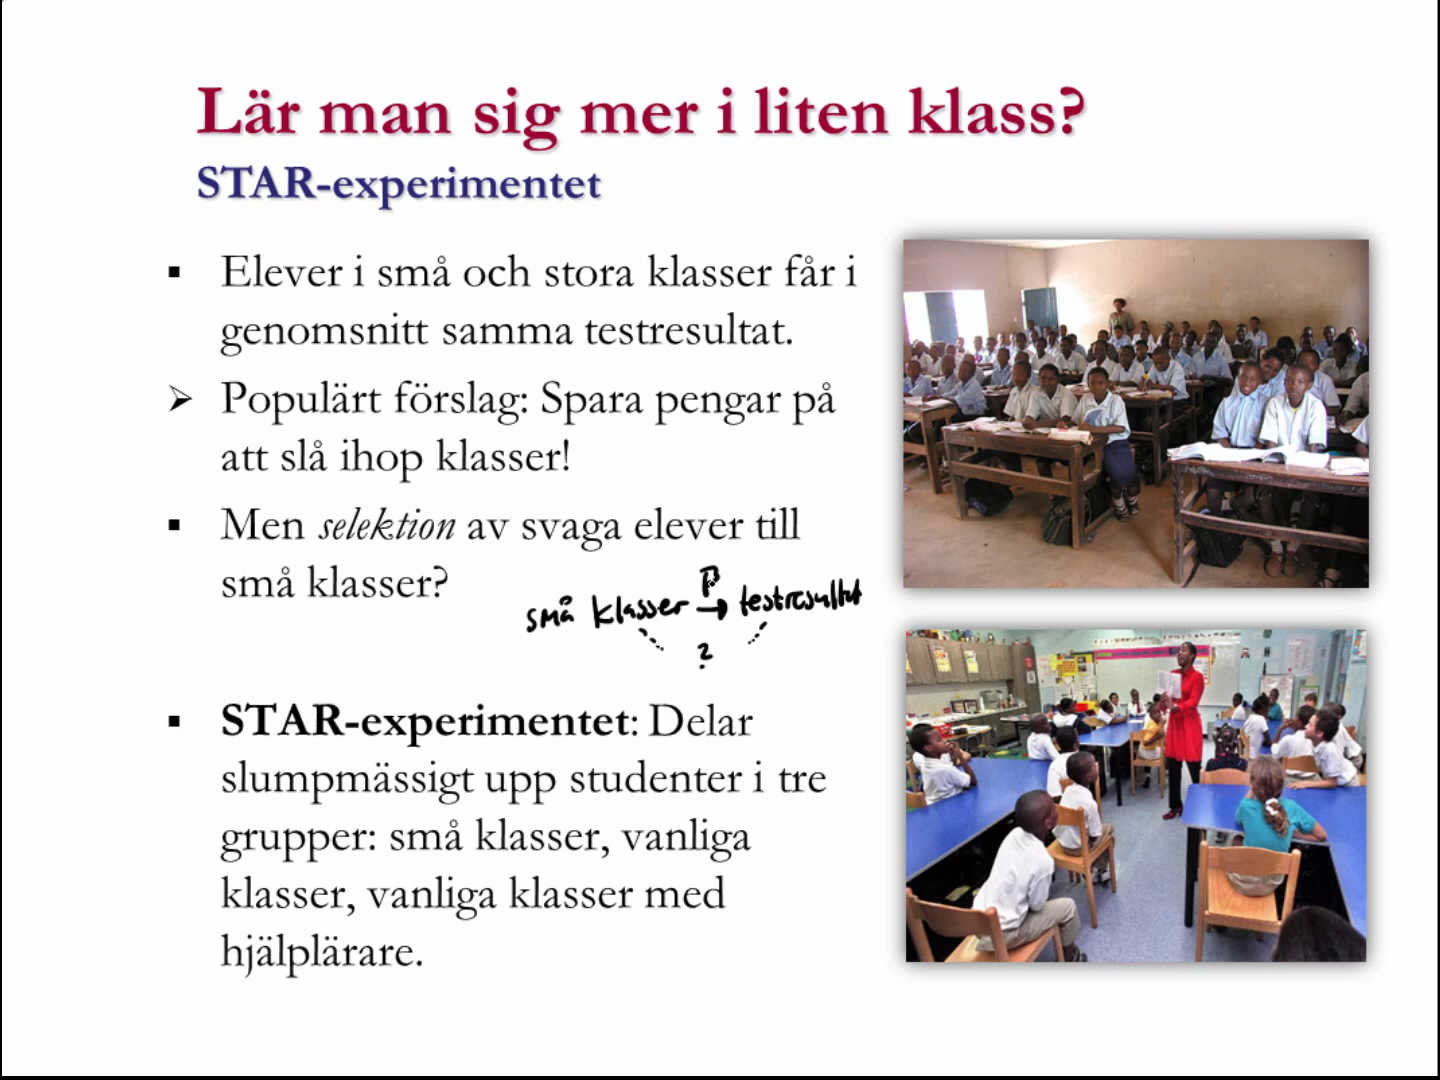 Lär man sig mer i liten klass?
STAR-experimentet
▪ Elever i små och stora klasser får i
genomsnitt samma testresultat.
➢ Populärt förslag: Spara pengar på
att slå ihop klasser!
▪ Men selektion av svaga elever till
små klasser?
små klasser → testresultat
?
▪ STAR-experimentet: Delar
slumpmässigt upp studenter i tre
grupper: små klasser, vanliga
klasser, vanliga klasser med
hjälplärare.